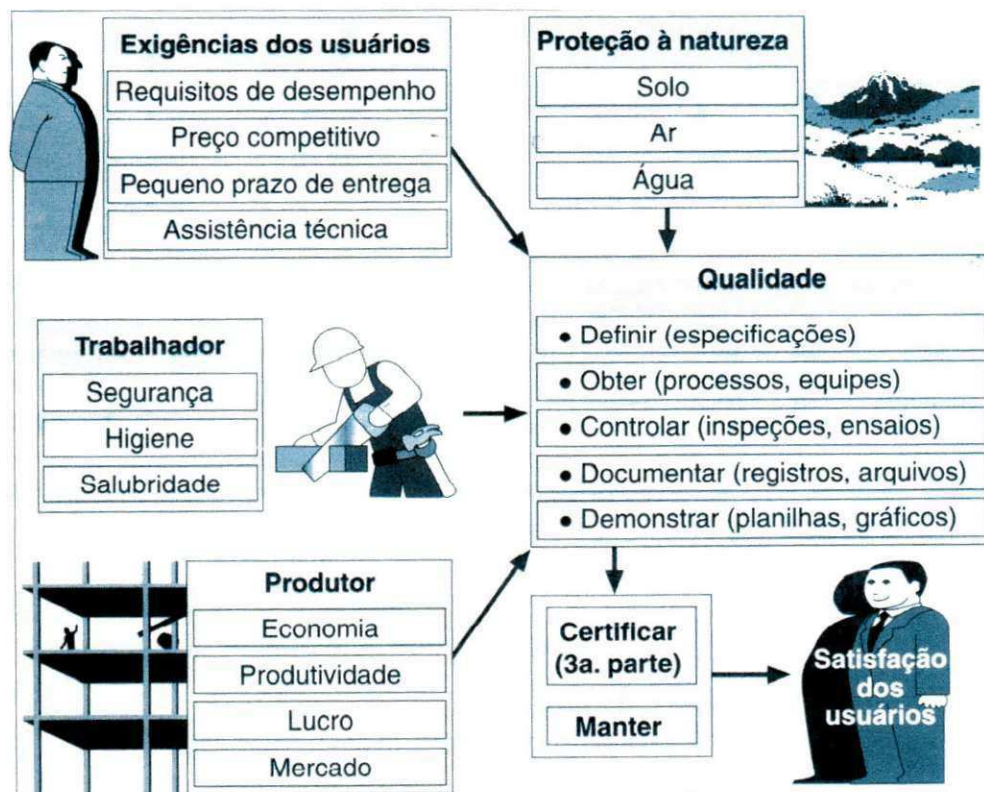 Exigências dos usuários
Requisitos de desempenho
Preço competitivo
Pequeno prazo de entrega
Assistência técnica
Proteção à natureza
Solo
Ar
Água
Trabalhador
Segurança
Higiene
Salubridade
Produtor
Economia
Produtividade
Lucro
Mercado
Qualidade
• Definir (especificações)
• Obter (processos, equipes)
• Controlar (inspeções, ensaios)
• Documentar (registros, arquivos)
• Demonstrar (planilhas, gráficos)
Certificar
(3a. parte)
Manter
Satisfação
dos
usuários